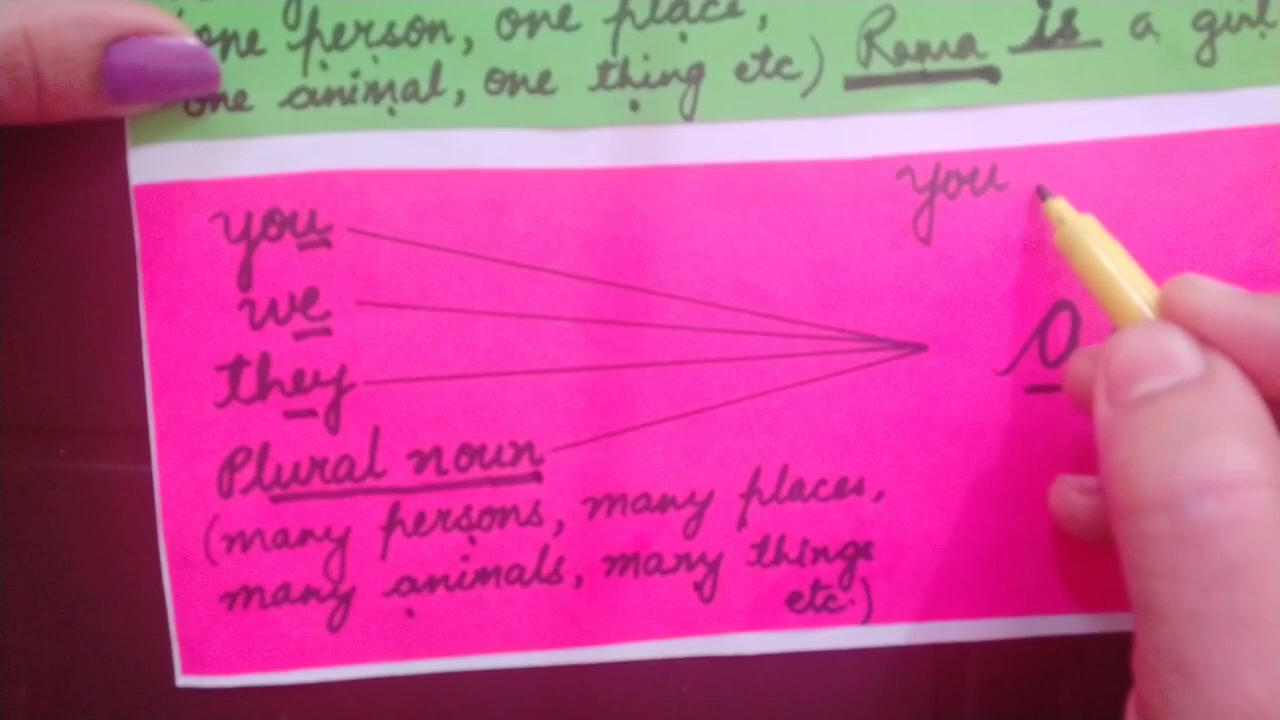 one person, one place,
one animal, one thing etc) Rama is a girl
you
you
we
they
Plural noun
(many persons, many places,
many animals, many things
etc.)